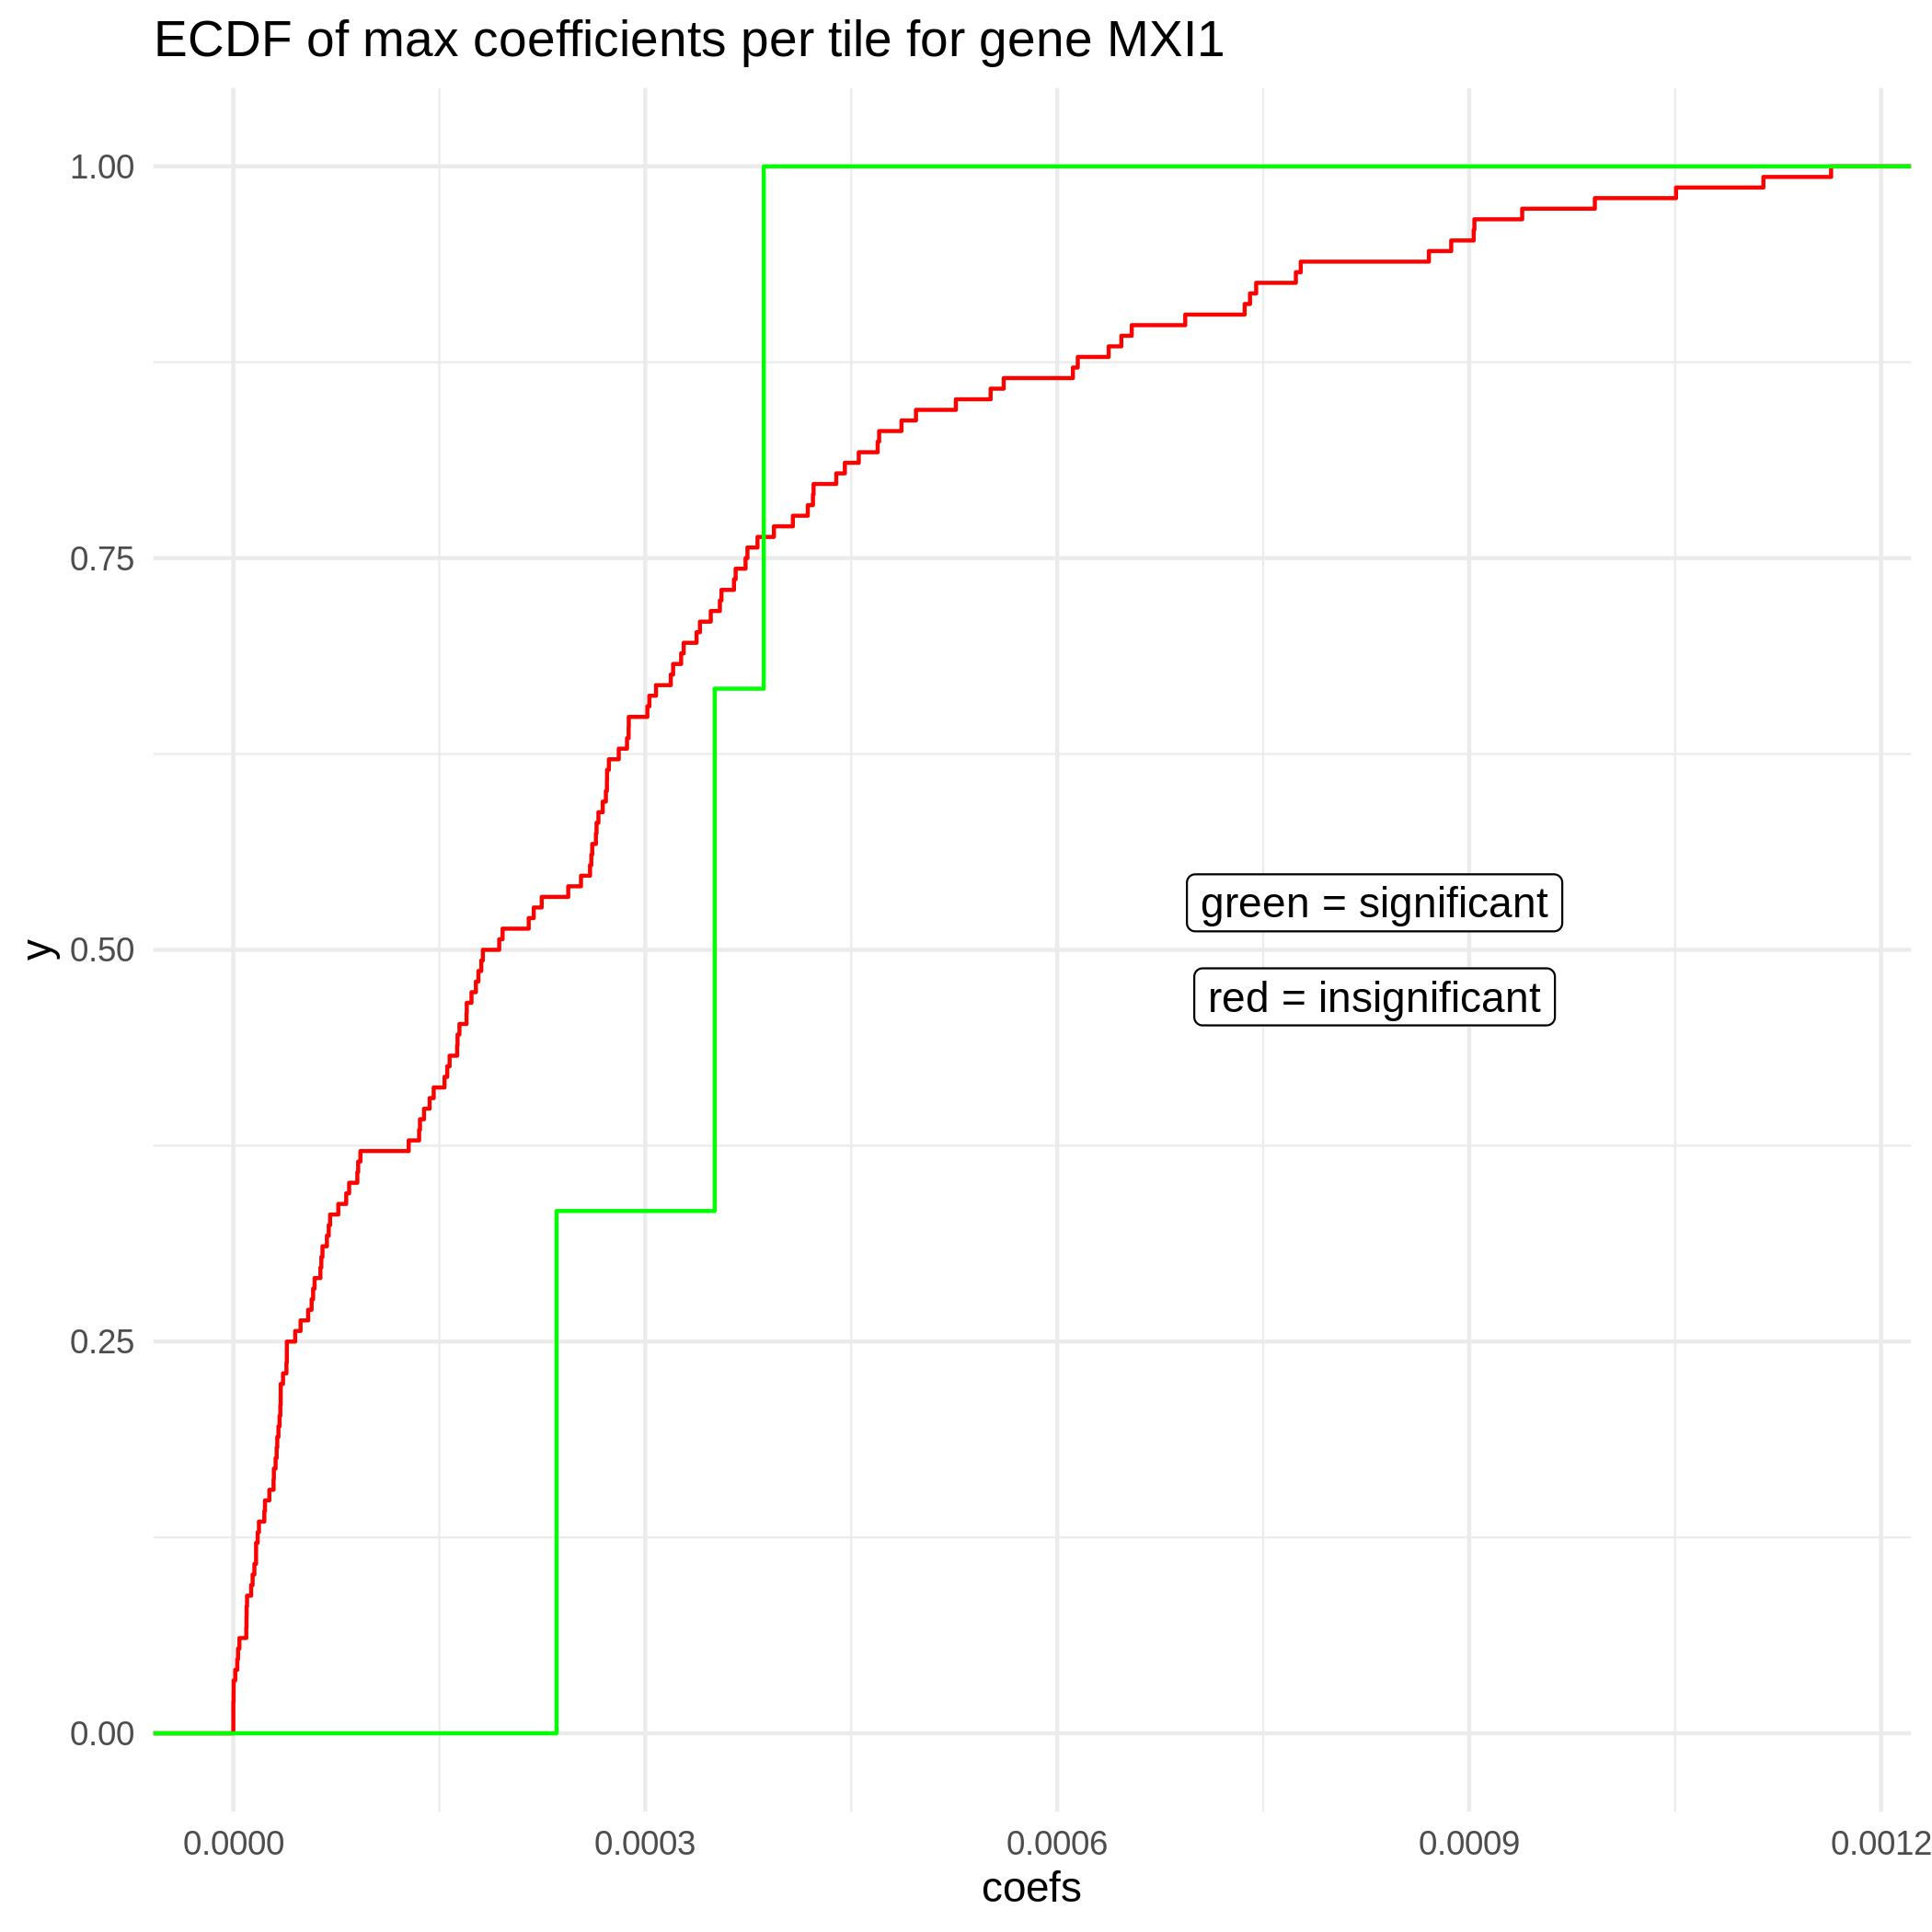 ECDF of max coefficients per tile for gene MXI1
1.00
0.75
0.50
0.25
0.00
y
green = significant
red = insignificant
0.0000
0.0003
0.0006
0.0009
0.0012
coefs